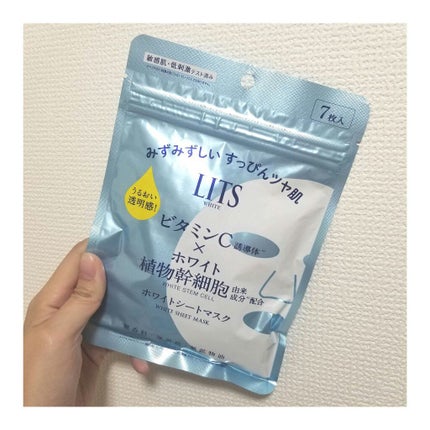 敏感肌・低刺激テスト済み
7枚入
みずみずしい すっぴんツヤ肌
LITS
WHITE
うるおい
透明感!
ビタミンC誘導体
×
ホワイト
植物幹細胞由来成分配合
WHITE STEM CELL
ホワイトシートマスク
WHITE SHEET MASK